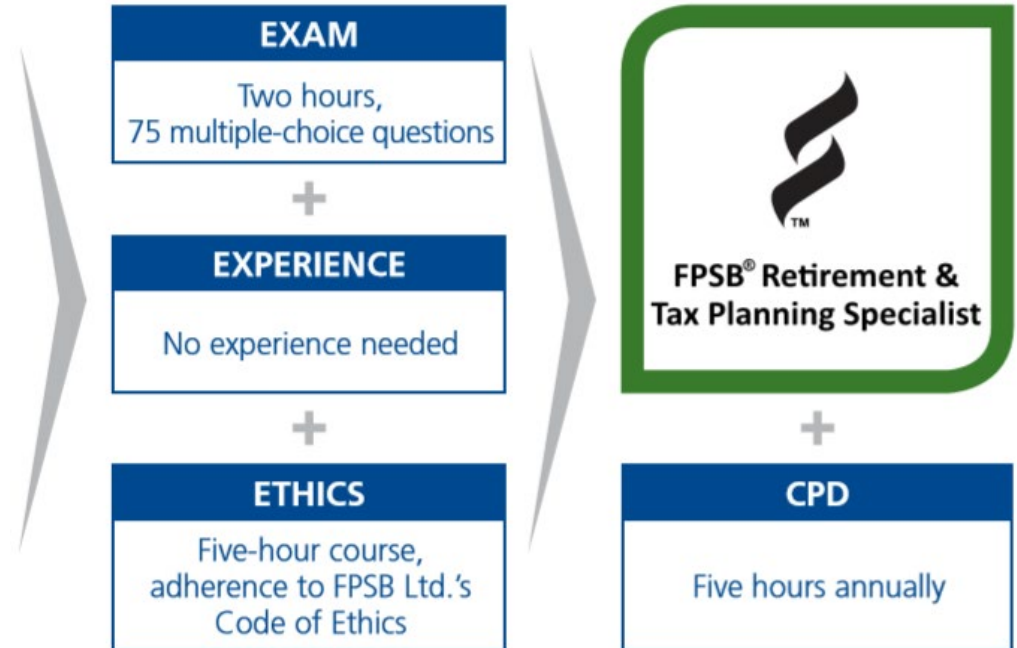 EXAM
Two hours,
75 multiple-choice questions
+
EXPERIENCE
No experience needed
+
ETHICS
Five-hour course,
adherence to FPSB Ltd.'s
Code of Ethics
TM
FPSB® Retirement &
Tax Planning Specialist
+
CPD
Five hours annually